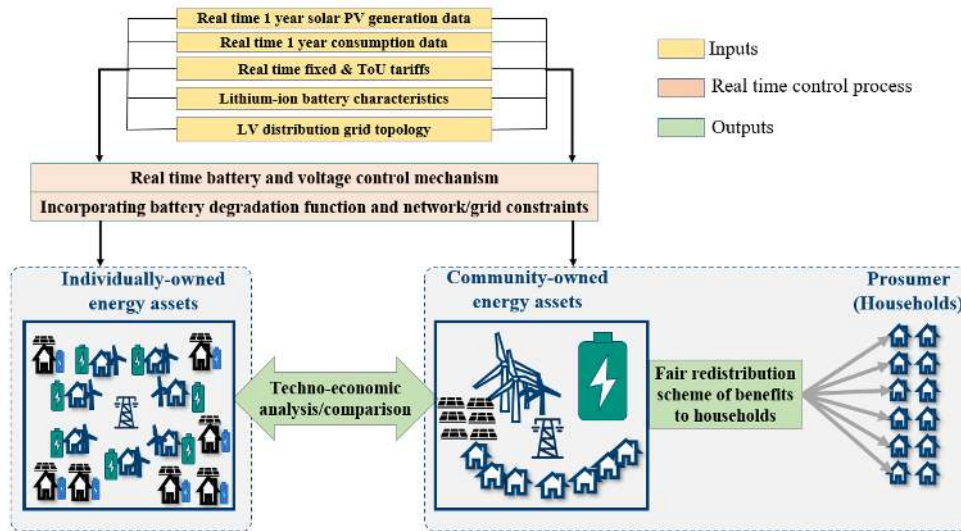 Real time 1 year solar PV generation data
Real time 1 year consumption data
Real time fixed & ToU tariffs
Lithium-ion battery characteristics
LV distribution grid topology
Inputs
Real time control process
Outputs
Real time battery and voltage control mechanism
Incorporating battery degradation function and network/grid constraints
Individually-owned
energy assets
Community-owned
energy assets
Prosumer
(Households)
Techno-economic
analysis/comparison
Fair redistribution
scheme of benefits
to households